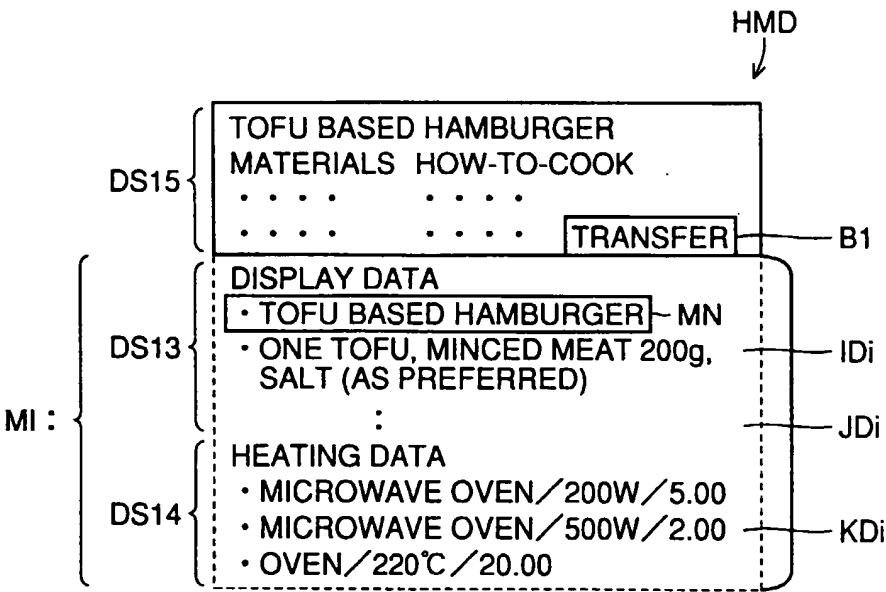 HMD
TOFU BASED HAMBURGER
MATERIALS HOW-TO-COOK
DS15
・・・・ ・・・・
・・・・ ・・・・ TRANSFER B1
DISPLAY DATA
・TOFU BASED HAMBURGER MN
DS13
・ONE TOFU, MINCED MEAT 200g, IDi
SALT (AS PREFERRED)
MI :
: JDi
HEATING DATA
・MICROWAVE OVEN/200W/5.00
DS14
・MICROWAVE OVEN/500W/2.00 KDi
・OVEN/220℃/20.00